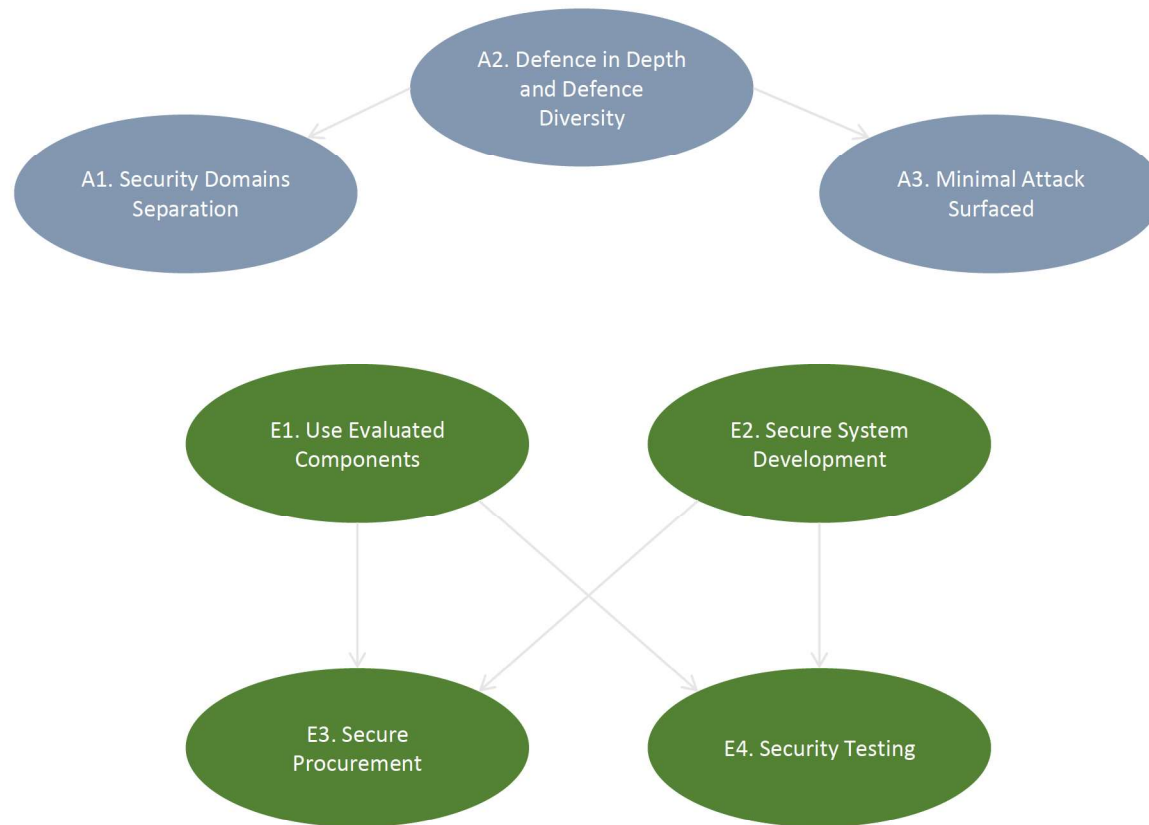 A2. Defence in Depth
and Defence
Diversity
A1. Security Domains
Separation
A3. Minimal Attack
Surfaced
E1. Use Evaluated
Components
E2. Secure System
Development
E3. Secure
Procurement
E4. Security Testing